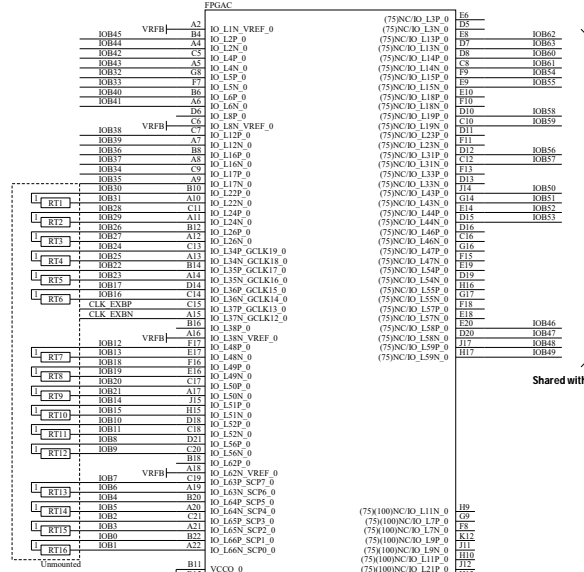 FPGAC
VRFB A2 IO_L1N_VREF_0
IOB45 B4 IO_L2P_0
IOB44 A4 IO_L2N_0
IOB42 C5 IO_L4P_0
IOB43 A5 IO_L4N_0
IOB32 G8 IO_L5P_0
IOB33 F7 IO_L5N_0
IOB40 B6 IO_L6P_0
IOB41 A6 IO_L6N_0
D6 IO_L8P_0
VRFB C6 IO_L8N_VREF_0
IOB38 C7 IO_L12P_0
IOB39 A7 IO_L12N_0
IOB36 B8 IO_L16P_0
IOB37 A8 IO_L16N_0
IOB34 C9 IO_L17P_0
IOB35 A9 IO_L17N_0
IOB30 B10 IO_L22P_0
1 RT1 IOB31 A10 IO_L22N_0
IOB28 C11 IO_L24P_0
1 RT2 IOB29 A11 IO_L24N_0
IOB26 B12 IO_L26P_0
1 RT3 IOB27 A12 IO_L26N_0
IOB24 C13 IO_L34P_GCLK19_0
1 RT4 IOB25 A13 IO_L34N_GCLK18_0
IOB22 B14 IO_L35P_GCLK17_0
1 RT5 IOB23 A14 IO_L35N_GCLK16_0
IOB17 D14 IO_L36P_GCLK15_0
1 RT6 IOB16 C14 IO_L36N_GCLK14_0
CLK_EXBP C15 IO_L37P_GCLK13_0
CLK_EXBN A15 IO_L37N_GCLK12_0
B16 IO_L38P_0
VRFB A16 IO_L38N_VREF_0
IOB12 F17 IO_L48P_0
1 RT7 IOB13 E17 IO_L48N_0
IOB18 F16 IO_L49P_0
1 RT8 IOB19 E16 IO_L49N_0
IOB20 C17 IO_L50P_0
1 RT9 IOB21 A17 IO_L50N_0
IOB14 J15 IO_L51P_0
1 RT10 IOB15 H15 IO_L51N_0
IOB10 D18 IO_L52P_0
1 RT11 IOB11 C18 IO_L52N_0
IOB8 D21 IO_L56P_0
1 RT12 IOB9 C20 IO_L56N_0
B18 IO_L62P_0
VRFB A18 IO_L62N_VREF_0
IOB7 C19 IO_L63P_SCP7_0
1 RT13 IOB6 A19 IO_L63N_SCP6_0
IOB4 B20 IO_L64P_SCP5_0
1 RT14 IOB5 A20 IO_L64N_SCP4_0
IOB2 C21 IO_L65P_SCP3_0
1 RT15 IOB3 A21 IO_L65N_SCP2_0
IOB0 B22 IO_L66P_SCP1_0
1 RT16 IOB1 A22 IO_L66N_SCP0_0
Unmounted
B11 VCCO_0
(75)NC/IO_L3P_0 E6
(75)NC/IO_L3N_0 D5
(75)NC/IO_L13P_0 E8 IOB62
(75)NC/IO_L13N_0 D7 IOB63
(75)NC/IO_L14P_0 D8 IOB60
(75)NC/IO_L14N_0 C8 IOB61
(75)NC/IO_L15P_0 F9 IOB54
(75)NC/IO_L15N_0 E9 IOB55
(75)NC/IO_L18P_0 E10
(75)NC/IO_L18N_0 F10
(75)NC/IO_L19P_0 D10 IOB58
(75)NC/IO_L19N_0 C10 IOB59
(75)NC/IO_L23P_0 D11
(75)NC/IO_L23N_0 F11
(75)NC/IO_L31P_0 D12 IOB56
(75)NC/IO_L31N_0 C12 IOB57
(75)NC/IO_L33P_0 F13
(75)NC/IO_L33N_0 D13
(75)NC/IO_L43P_0 J14 IOB50
(75)NC/IO_L43N_0 G14 IOB51
(75)NC/IO_L44P_0 E14 IOB52
(75)NC/IO_L44N_0 D15 IOB53
(75)NC/IO_L46P_0 D16
(75)NC/IO_L46N_0 C16
(75)NC/IO_L47P_0 G16
(75)NC/IO_L47N_0 F15
(75)NC/IO_L54P_0 E19
(75)NC/IO_L54N_0 D19
(75)NC/IO_L55P_0 H16
(75)NC/IO_L55N_0 G17
(75)NC/IO_L57P_0 F18
(75)NC/IO_L57N_0 E18
(75)NC/IO_L58P_0 E20 IOB46
(75)NC/IO_L58N_0 D20 IOB47
(75)NC/IO_L59P_0 J17 IOB48
(75)NC/IO_L59N_0 H17 IOB49
Shared with
(75)(100)NC/IO_L11N_0 H9
(75)(100)NC/IO_L7P_0 G9
(75)(100)NC/IO_L7N_0 F8
(75)(100)NC/IO_L9P_0 K12
(75)(100)NC/IO_L9N_0 J11
(75)(100)NC/IO_L11P_0 H10
(75)(100)NC/IO_L21P_0 J12